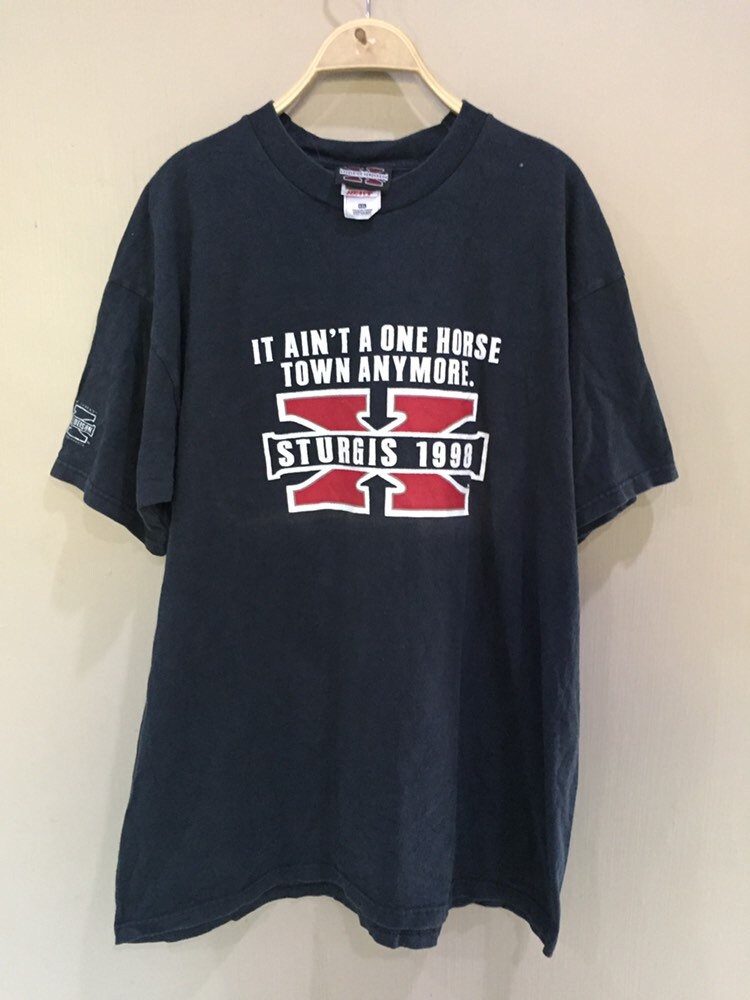 IT AIN'T A ONE HORSE
TOWN ANYMORE.
STURGIS 1998